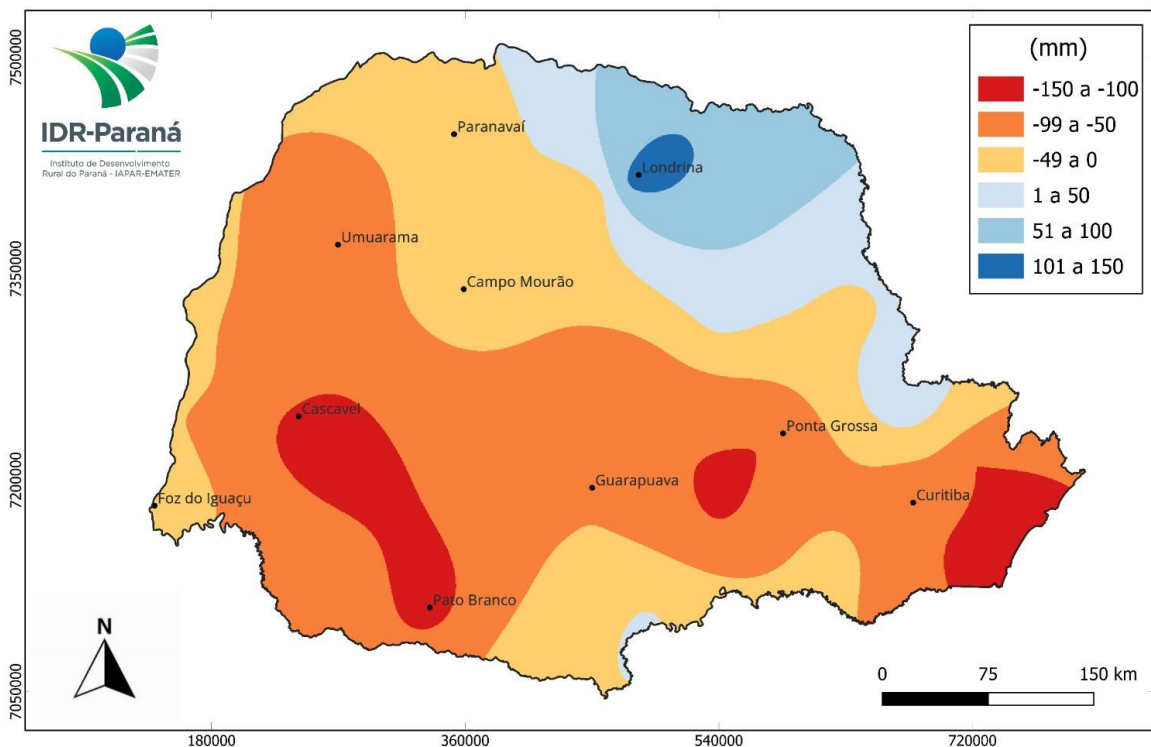 IDR-Paraná
Instituto de Desenvolvimento
Rural do Paraná - IAPAR-EMATER
(mm)
-150 a -100
-99 a -50
-49 a 0
1 a 50
51 a 100
101 a 150
7500000
7350000
7200000
7050000
Paranavaí
Londrina
Umuarama
Campo Mourão
Cascavel
Ponta Grossa
Guarapuava
Foz do Iguaçu
Curitiba
Pato Branco
N
0 75 150 km
180000 360000 540000 720000